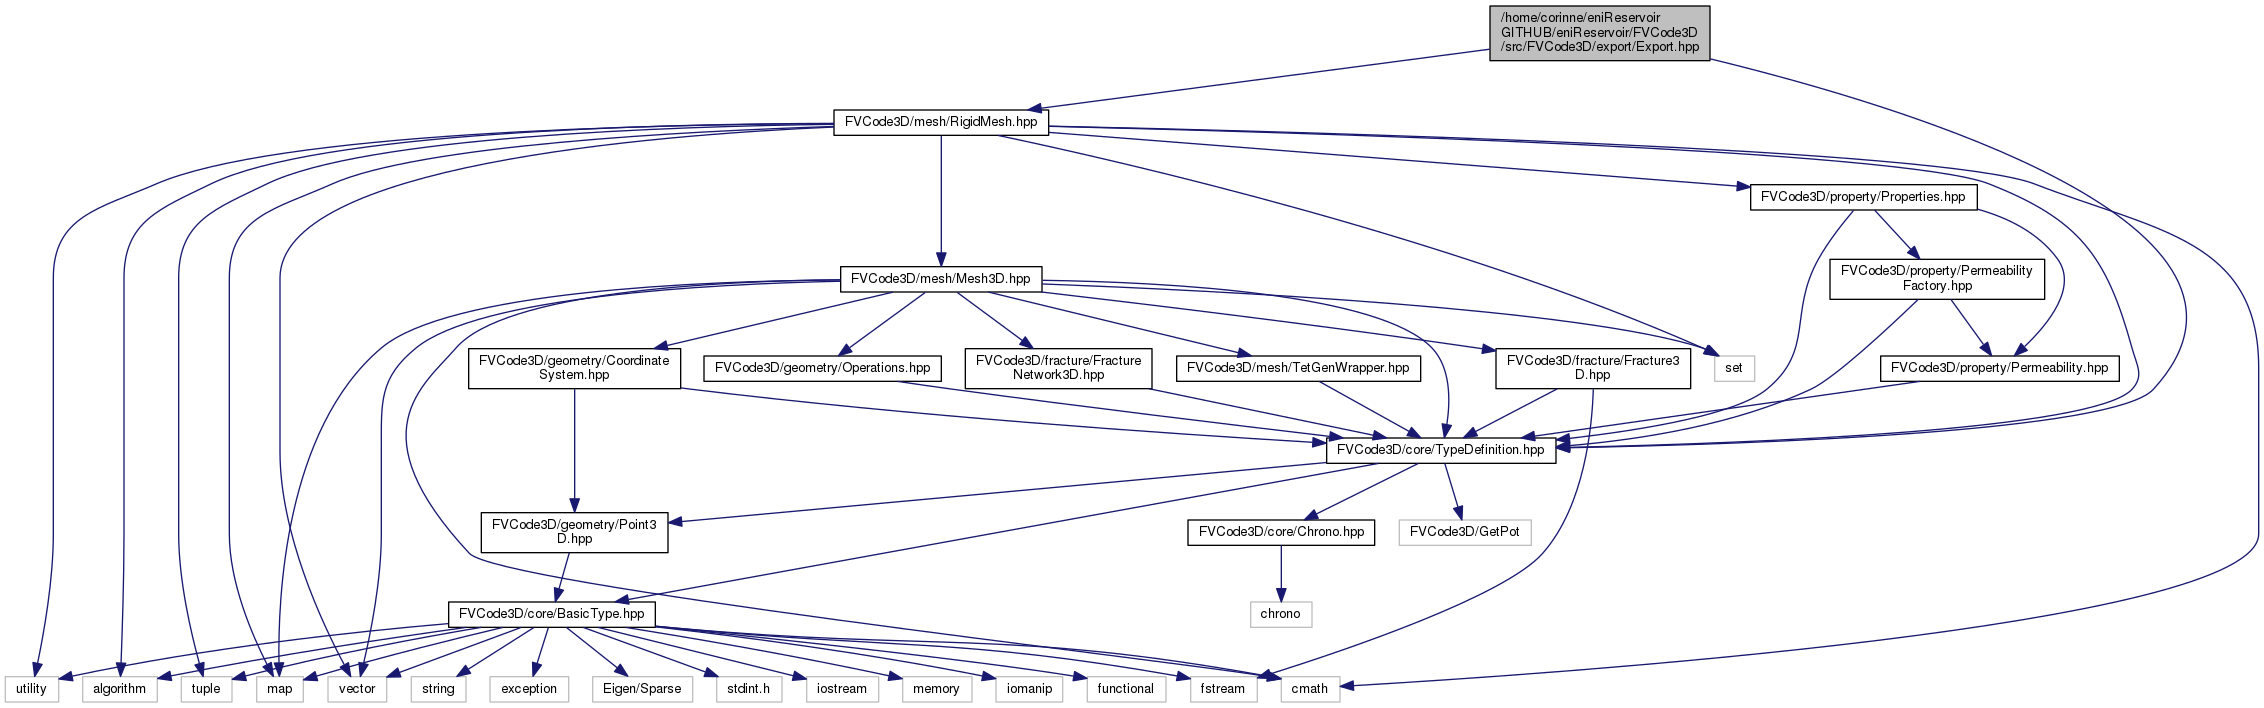 /home/corinne/eniReservoir
GITHUB/eniReservoir/FVCode3D
/src/FVCode3D/export/Export.hpp
FVCode3D/mesh/RigidMesh.hpp
FVCode3D/property/Properties.hpp
FVCode3D/mesh/Mesh3D.hpp
FVCode3D/property/Permeability
Factory.hpp
FVCode3D/geometry/Coordinate
System.hpp
FVCode3D/geometry/Operations.hpp
FVCode3D/fracture/Fracture
Network3D.hpp
FVCode3D/mesh/TetGenWrapper.hpp
FVCode3D/fracture/Fracture3
D.hpp
set
FVCode3D/property/Permeability.hpp
FVCode3D/core/TypeDefinition.hpp
FVCode3D/geometry/Point3
D.hpp
FVCode3D/core/Chrono.hpp
FVCode3D/GetPot
FVCode3D/core/BasicType.hpp
chrono
utility
algorithm
tuple
map
vector
string
exception
Eigen/Sparse
stdint.h
iostream
memory
iomanip
functional
fstream
cmath